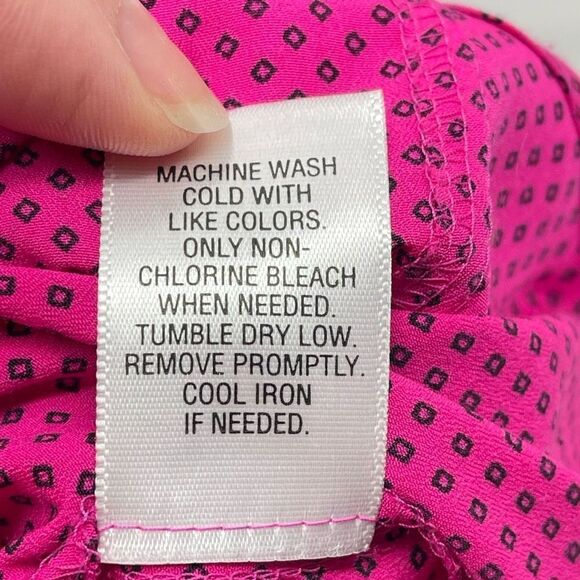 MACHINE WASH
COLD WITH
LIKE COLORS.
ONLY NON-
CHLORINE BLEACH
WHEN NEEDED.
TUMBLE DRY LOW.
REMOVE PROMPTLY.
COOL IRON
IF NEEDED.